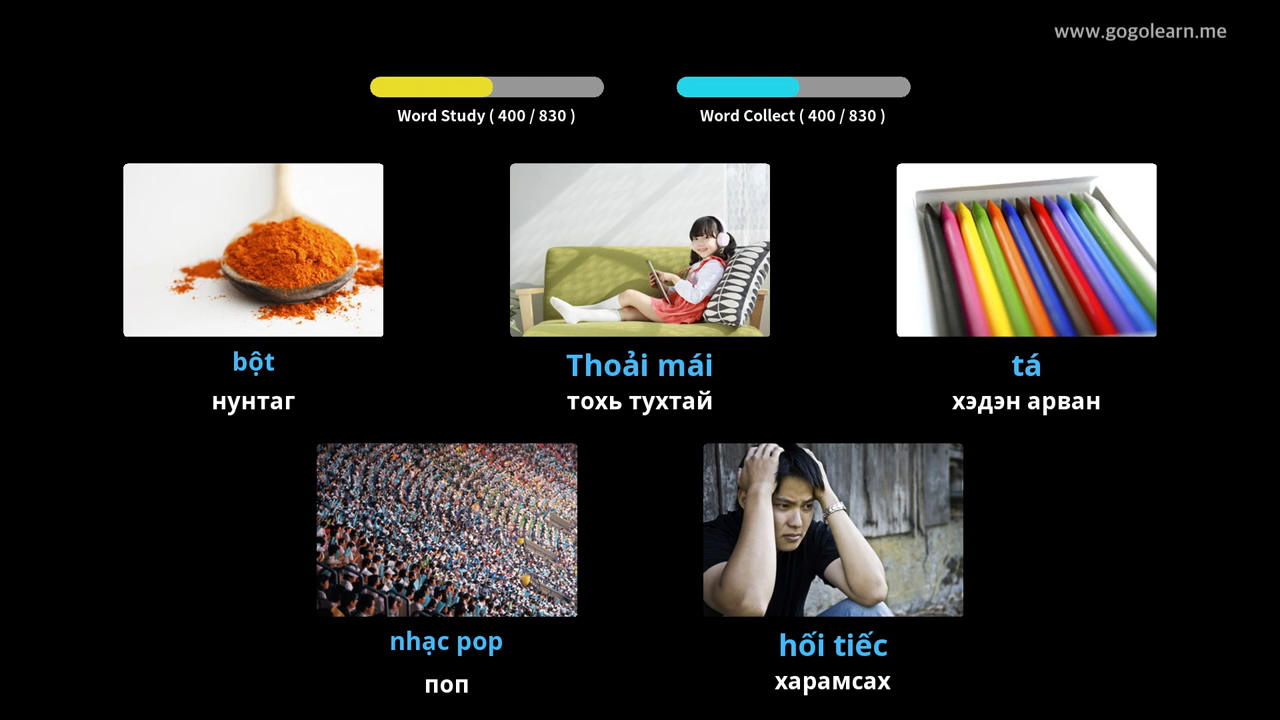 www.gogolearn.me
Word Study ( 400 / 830 )
Word Collect ( 400 / 830 )
bột
Thoải mái
tá
нунтаг
тохь тухтай
хэдэн арван
nhạc pop
hối tiếc
поп
харамсах